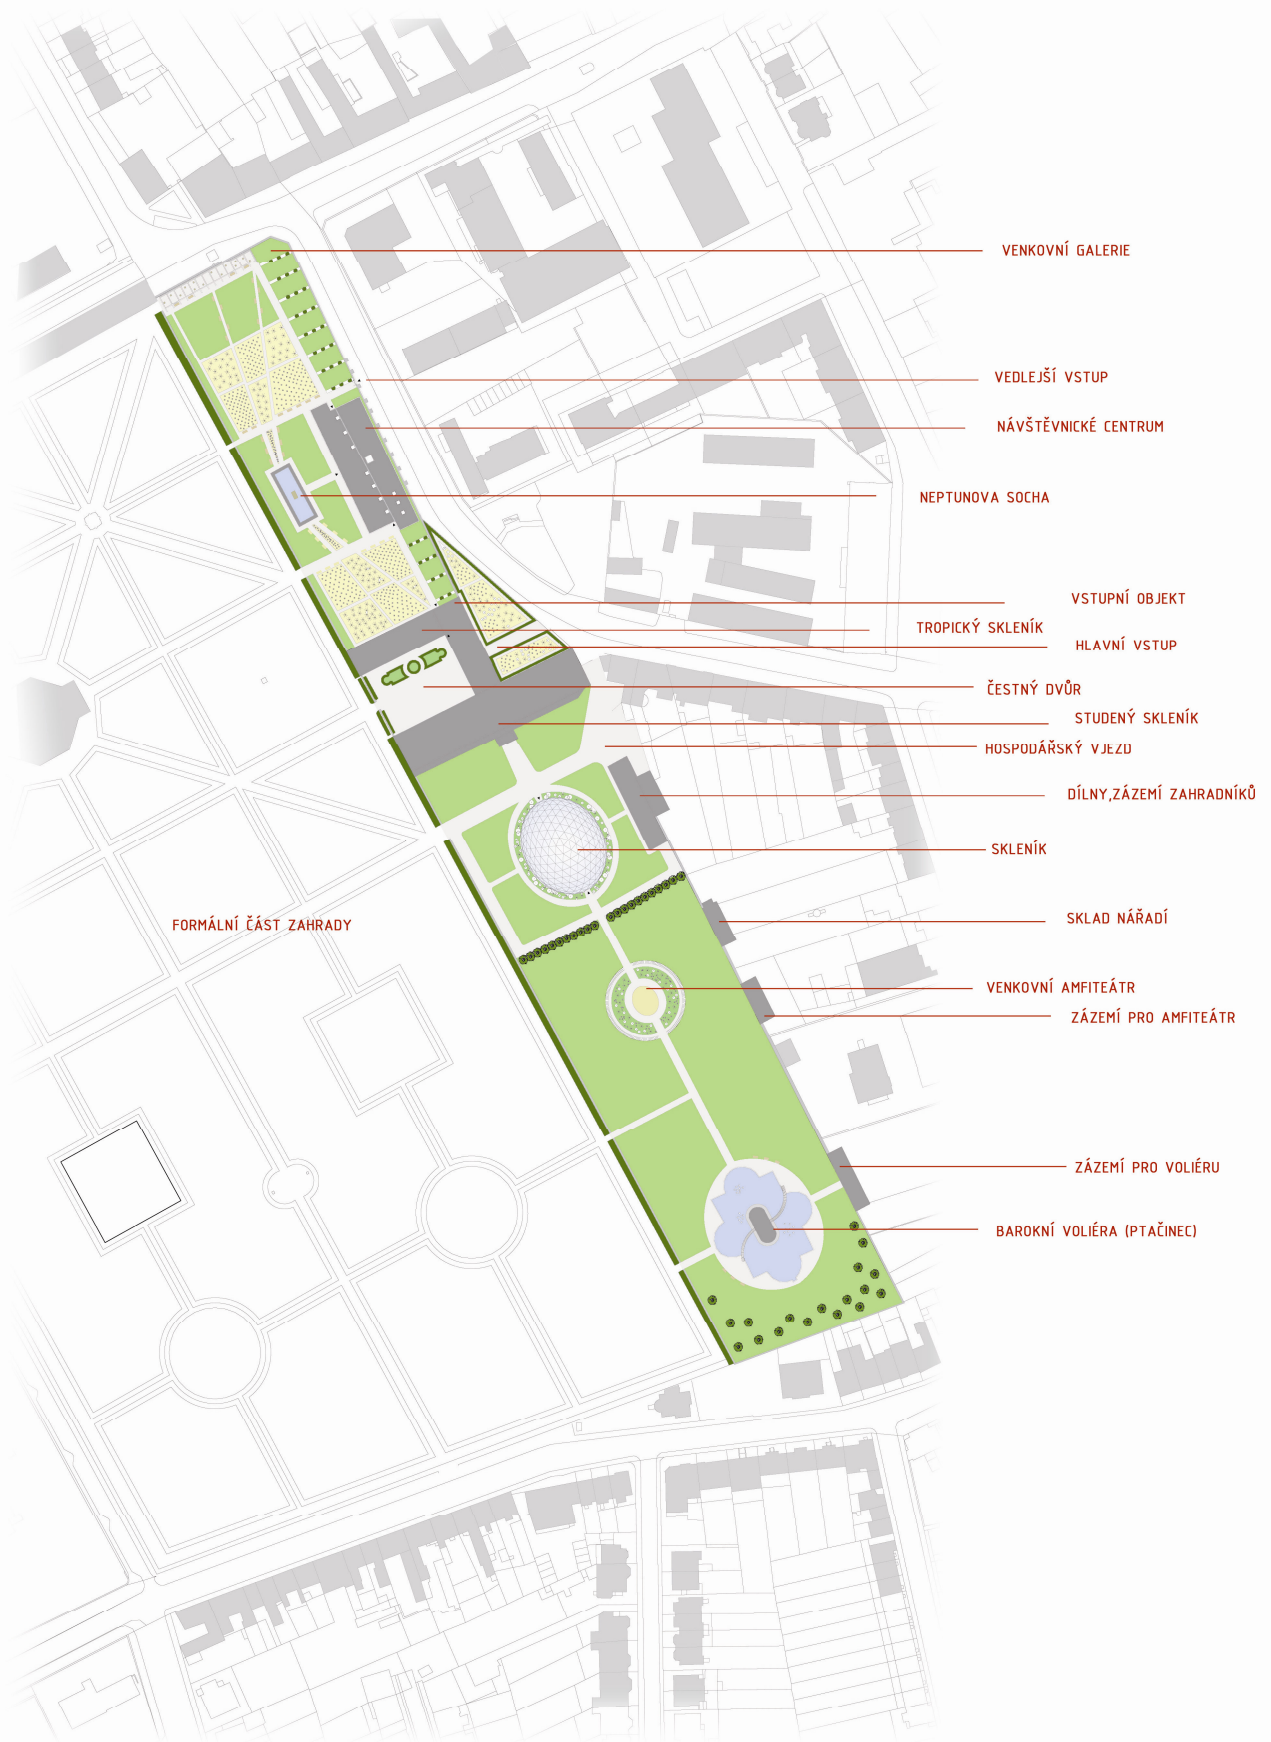 VENKOVNÍ GALERIE
VEDLEJŠÍ VSTUP
NÁVŠTĚVNICKÉ CENTRUM
NEPTUNOVA SOCHA
VSTUPNÍ OBJEKT
TROPICKÝ SKLENÍK
HLAVNÍ VSTUP
ČESTNÝ DVŮR
STUDENÝ SKLENÍK
HOSPODÁŘSKÝ VJEZD
DÍLNY,ZÁZEMÍ ZAHRADNÍKŮ
SKLENÍK
SKLAD NÁŘADÍ
FORMÁLNÍ ČÁST ZAHRADY
VENKOVNÍ AMFITEÁTR
ZÁZEMÍ PRO AMFITEÁTR
ZÁZEMÍ PRO VOLIÉRU
BAROKNÍ VOLIÉRA (PTAČINEC)